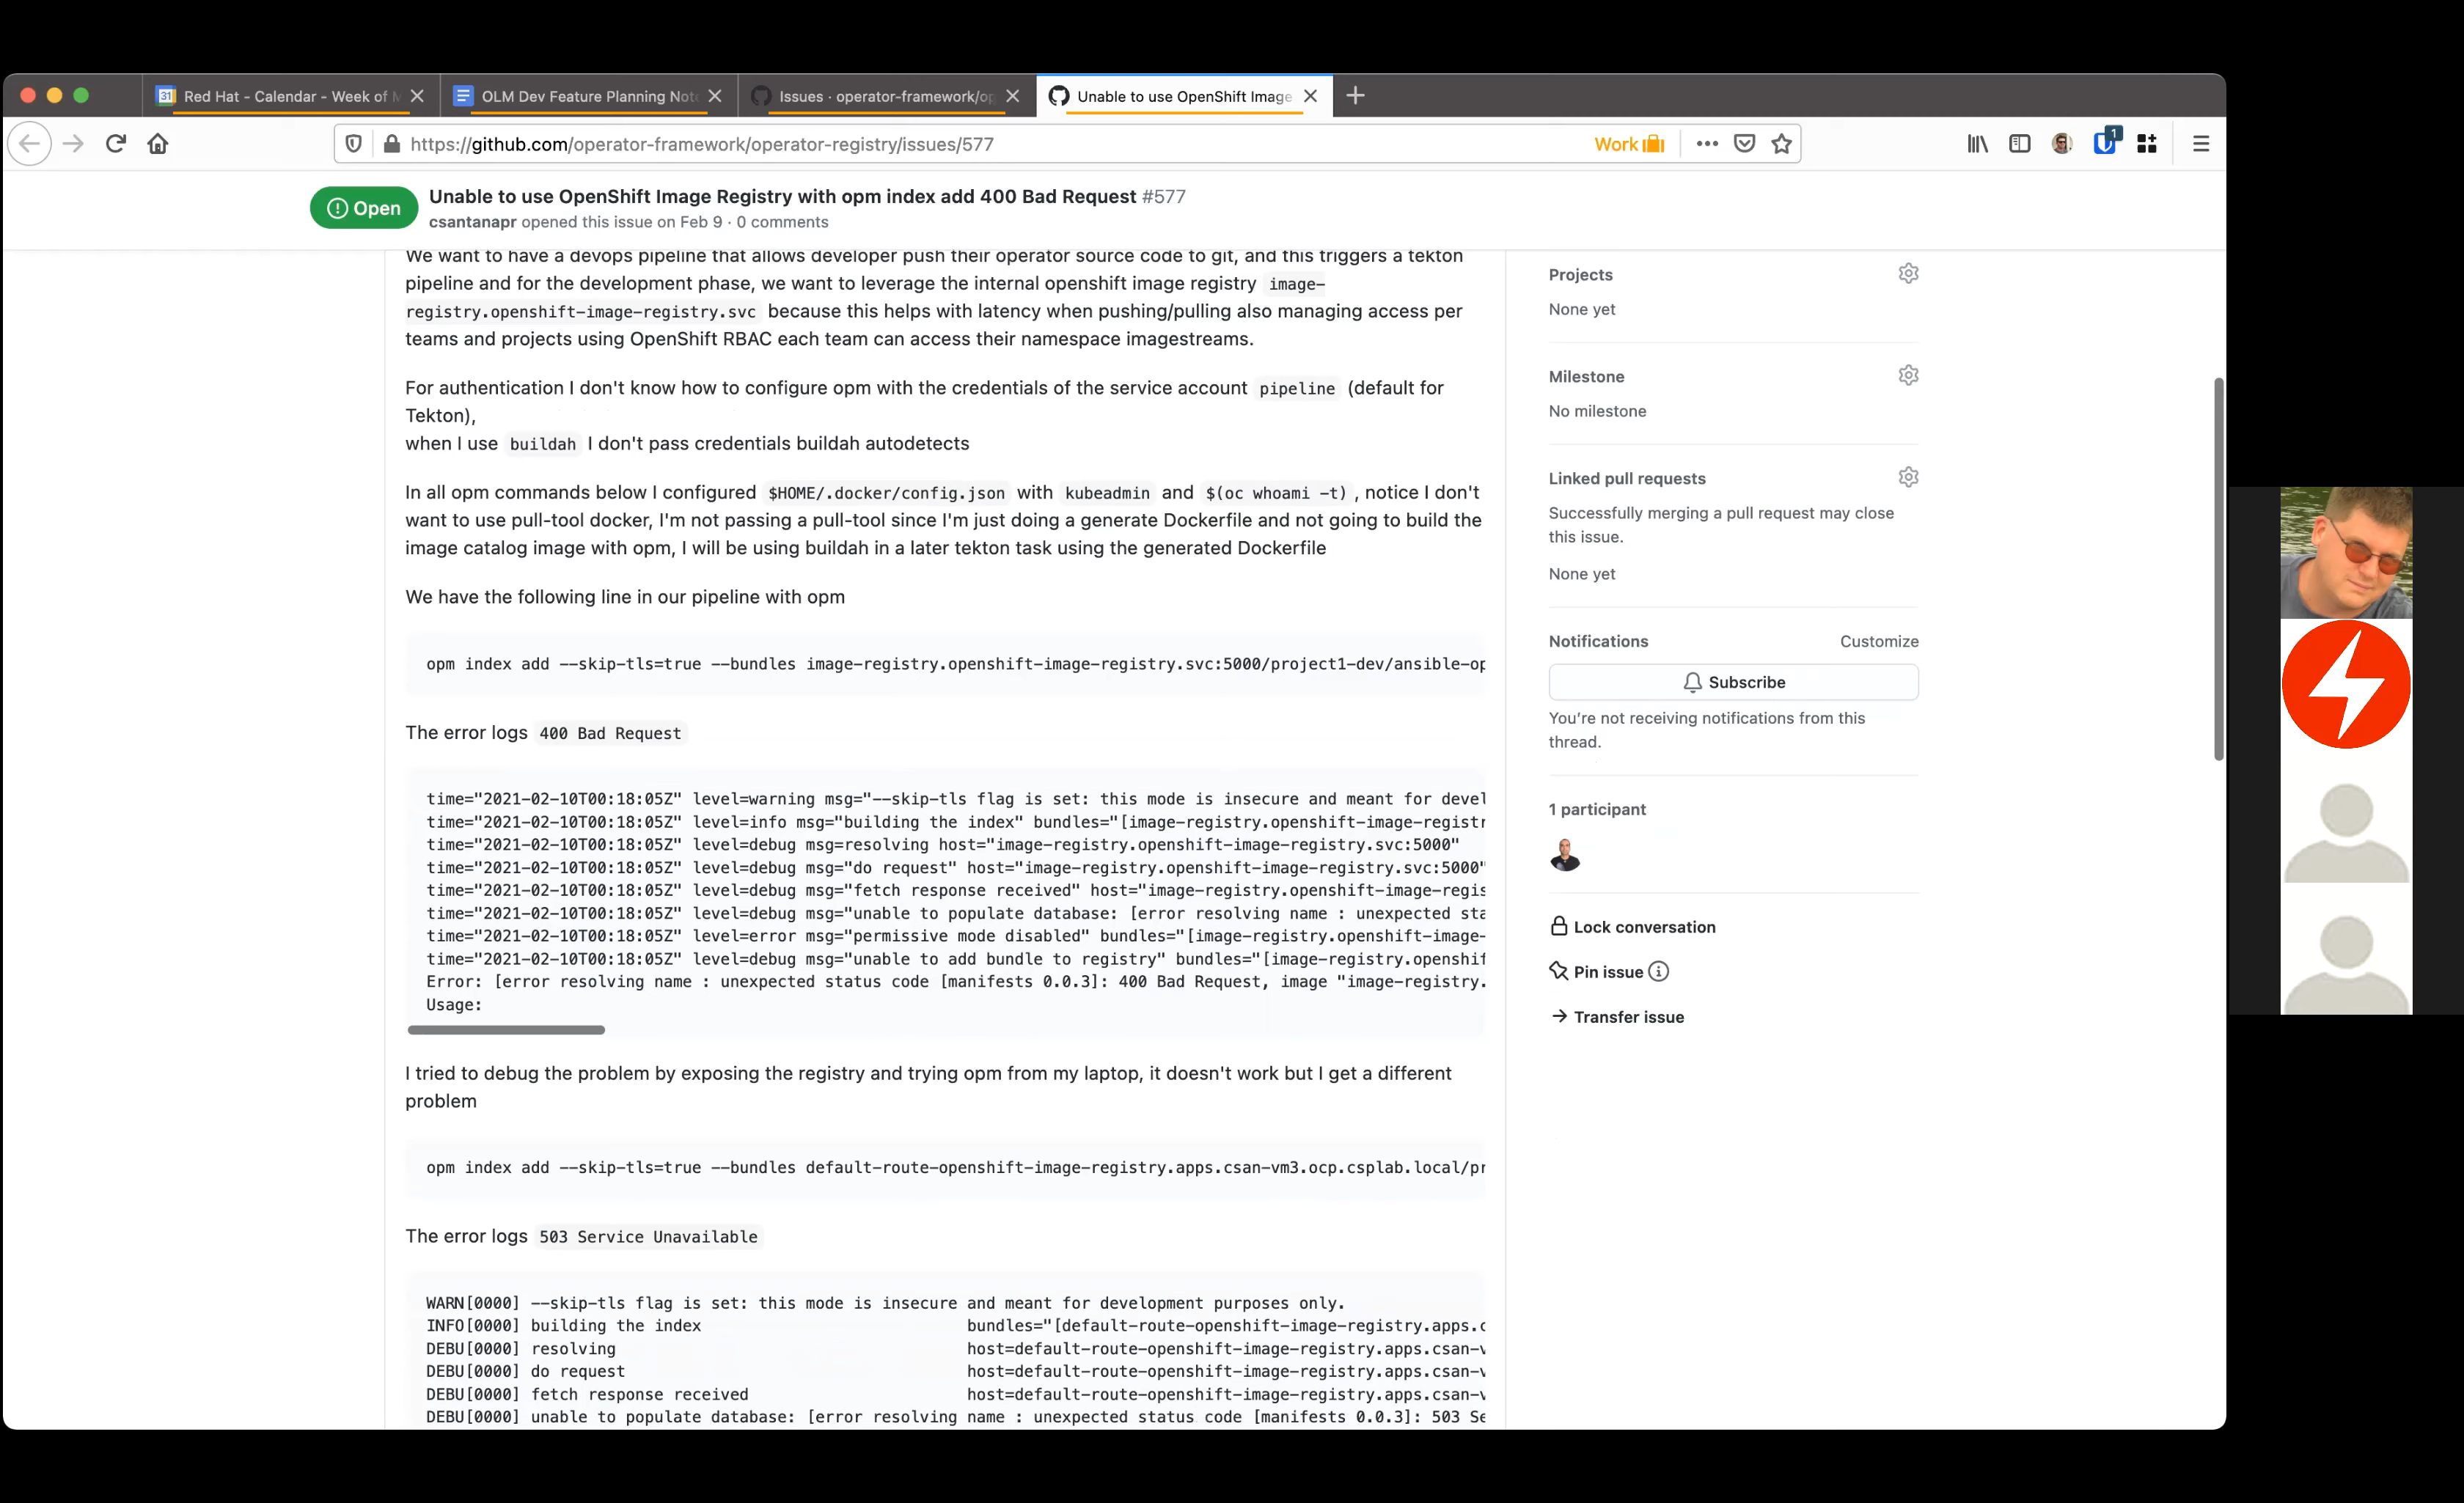 Red Hat - Calendar - Week of M
OLM Dev Feature Planning Not
Issues · operator-framework/op
Unable to use OpenShift Image
https://github.com/operator-framework/operator-registry/issues/577
Work
1
Open
Unable to use OpenShift Image Registry with opm index add 400 Bad Request #577
csantanapr opened this issue on Feb 9 · 0 comments
We want to have a devops pipeline that allows developer push their operator source code to git, and this triggers a tekton
pipeline and for the development phase, we want to leverage the internal openshift image registry image-
registry.openshift-image-registry.svc because this helps with latency when pushing/pulling also managing access per
teams and projects using OpenShift RBAC each team can access their namespace imagestreams.
For authentication I don't know how to configure opm with the credentials of the service account pipeline (default for
Tekton),
when I use buildah I don't pass credentials buildah autodetects
In all opm commands below I configured $HOME/.docker/config.json with kubeadmin and $(oc whoami -t) , notice I don't
want to use pull-tool docker, I'm not passing a pull-tool since I'm just doing a generate Dockerfile and not going to build the
image catalog image with opm, I will be using buildah in a later tekton task using the generated Dockerfile
We have the following line in our pipeline with opm
opm index add --skip-tls=true --bundles image-registry.openshift-image-registry.svc:5000/project1-dev/ansible-op
The error logs 400 Bad Request
time="2021-02-10T00:18:05Z" level=warning msg="--skip-tls flag is set: this mode is insecure and meant for devel
time="2021-02-10T00:18:05Z" level=info msg="building the index" bundles="[image-registry.openshift-image-registr
time="2021-02-10T00:18:05Z" level=debug msg=resolving host="image-registry.openshift-image-registry.svc:5000"
time="2021-02-10T00:18:05Z" level=debug msg="do request" host="image-registry.openshift-image-registry.svc:5000"
time="2021-02-10T00:18:05Z" level=debug msg="fetch response received" host="image-registry.openshift-image-regis
time="2021-02-10T00:18:05Z" level=debug msg="unable to populate database: [error resolving name : unexpected sta
time="2021-02-10T00:18:05Z" level=error msg="permissive mode disabled" bundles="[image-registry.openshift-image-
time="2021-02-10T00:18:05Z" level=debug msg="unable to add bundle to registry" bundles="[image-registry.openshif
Error: [error resolving name : unexpected status code [manifests 0.0.3]: 400 Bad Request, image "image-registry.
Usage:
I tried to debug the problem by exposing the registry and trying opm from my laptop, it doesn't work but I get a different
problem
opm index add --skip-tls=true --bundles default-route-openshift-image-registry.apps.csan-vm3.ocp.csplab.local/pr
The error logs 503 Service Unavailable
WARN[0000] --skip-tls flag is set: this mode is insecure and meant for development purposes only.
INFO[0000] building the index bundles="[default-route-openshift-image-registry.apps.c
DEBU[0000] resolving host=default-route-openshift-image-registry.apps.csan-v
DEBU[0000] do request host=default-route-openshift-image-registry.apps.csan-v
DEBU[0000] fetch response received host=default-route-openshift-image-registry.apps.csan-v
DEBU[0000] unable to populate database: [error resolving name : unexpected status code [manifests 0.0.3]: 503 Se
Projects
None yet
Milestone
No milestone
Linked pull requests
Successfully merging a pull request may close
this issue.
None yet
Notifications Customize
Subscribe
You're not receiving notifications from this
thread.
1 participant
Lock conversation
Pin issue
Transfer issue